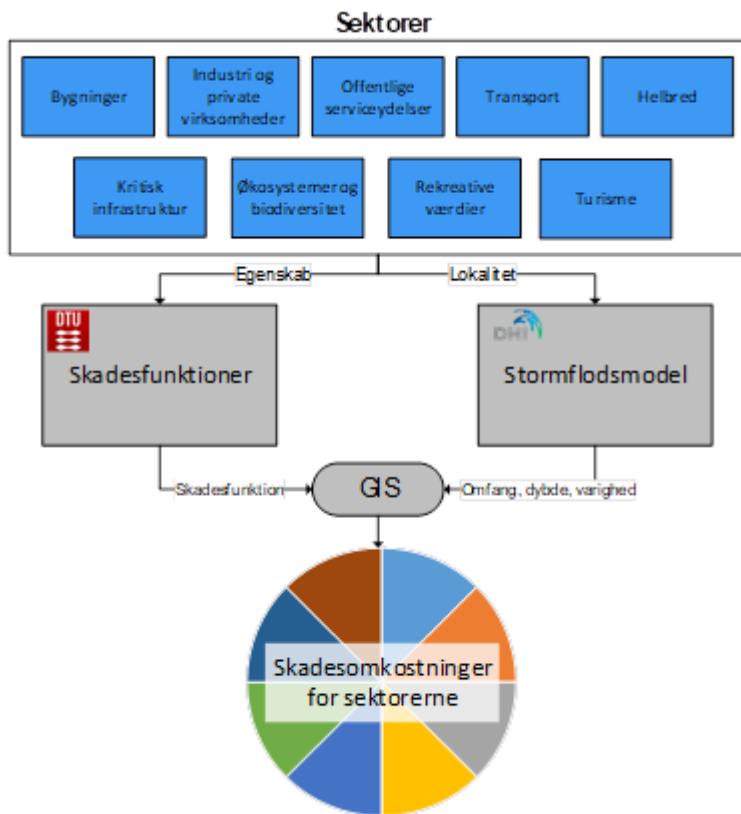 Sektorer
Bygninger
Industri og
private
virksomheder
Offentlige
serviceydelser
Transport
Helbred
Kritisk
infrastruktur
Økosystemer og
biodiversitet
Rekreative
værdier
Turisme
Egenskab
Lokalitet
DTU
Skadesfunktioner
DHI
Stormflodsmodel
Skadesfunktion
GIS
Omfang, dybde, varighed
Skadesomkostninger
for sektorerne